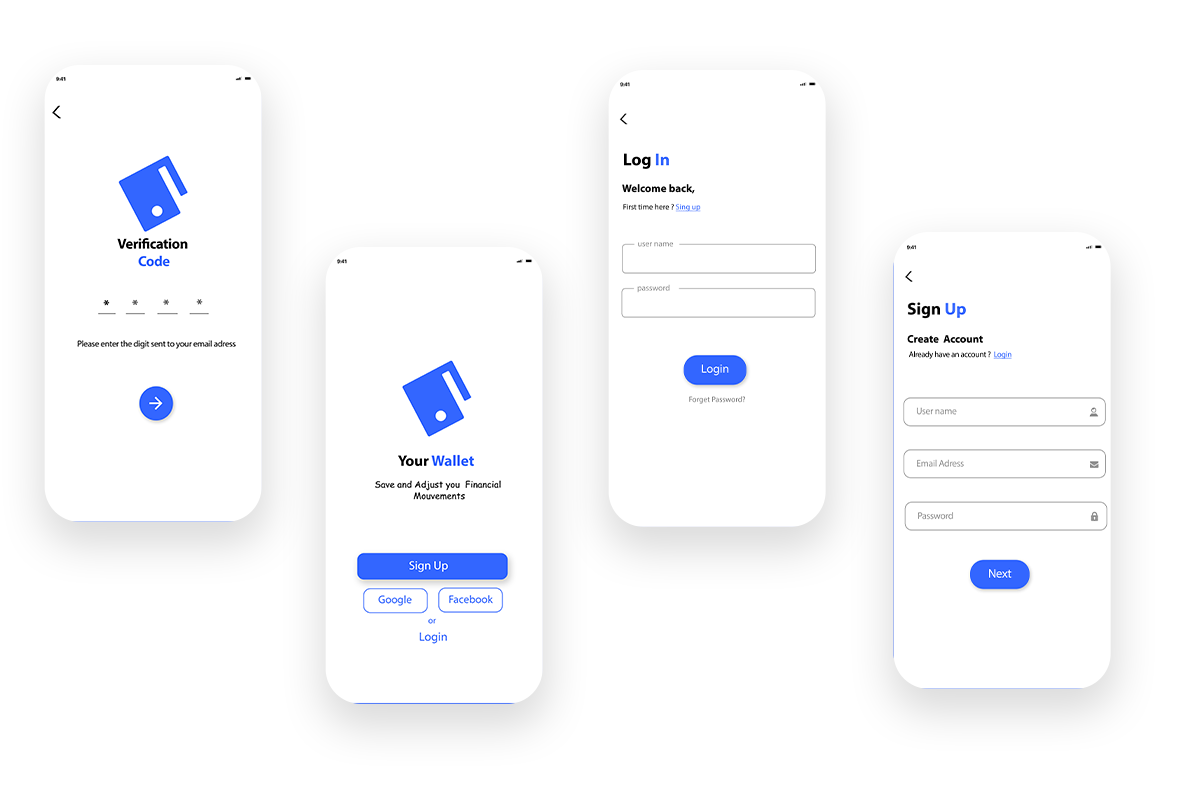 9:41
Verification
Code
* * * *
Please enter the digit sent to your email adress
9:41
Your Wallet
Save and Adjust you Financial
Mouvements
Sign Up
Google Facebook
or
Login
9:41
Log In
Welcome back,
First time here ? Sing up
user name
password
Login
Forget Password?
9:41
Sign Up
Create Account
Already have an account ? Login
User name
Email Adress
Password
Next